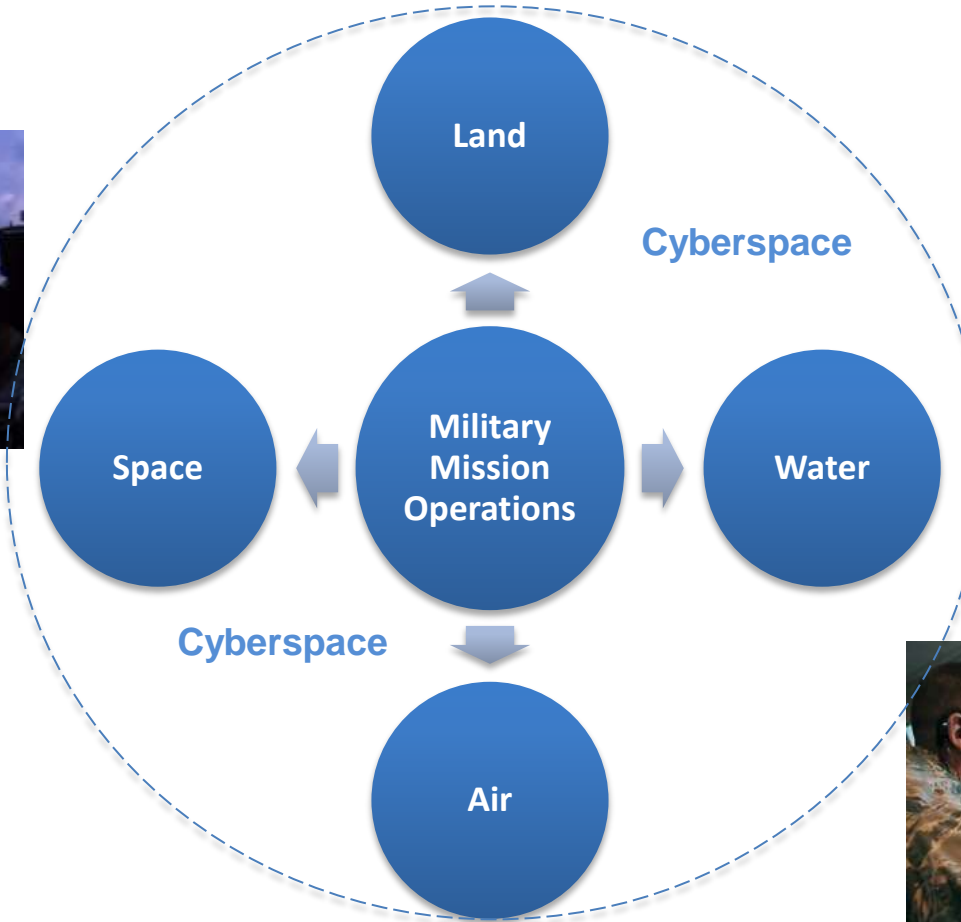 Land
Cyberspace
Military
Mission
Operations
Space
Water
Cyberspace
Air